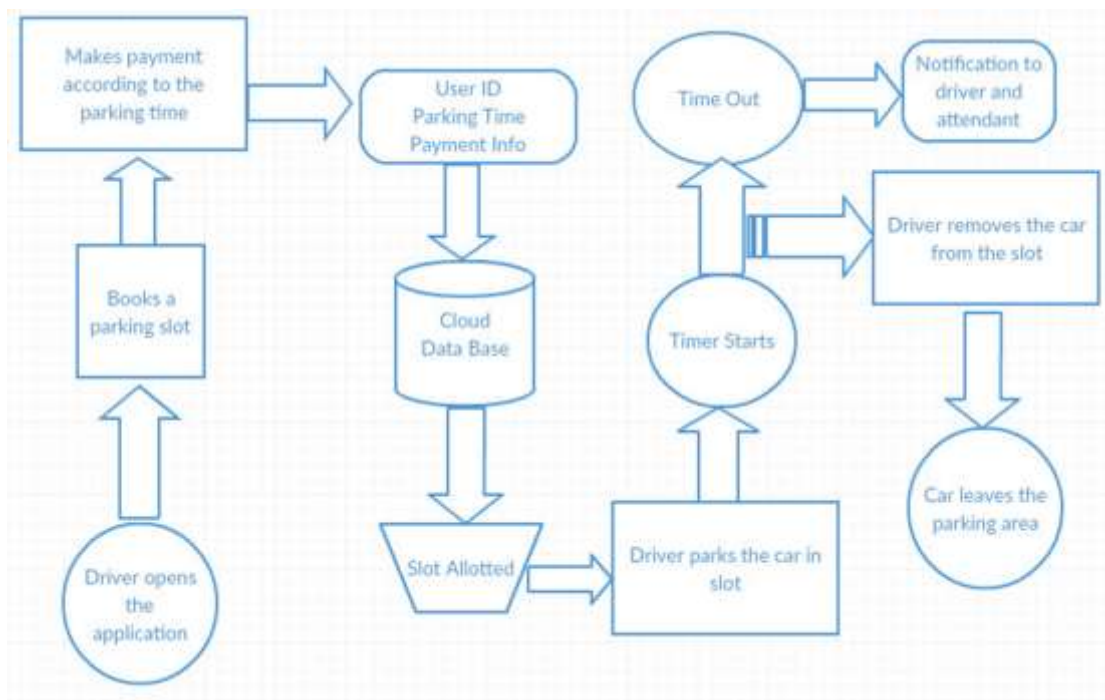 Makes payment
according to the
parking time
User ID
Parking Time
Payment Info
Time Out
Notification to
driver and
attendant
Books a
parking slot
Cloud
Data Base
Timer Starts
Driver removes the car
from the slot
Driver opens
the
application
Slot Allotted
Driver parks the car in
slot
Car leaves the
parking area